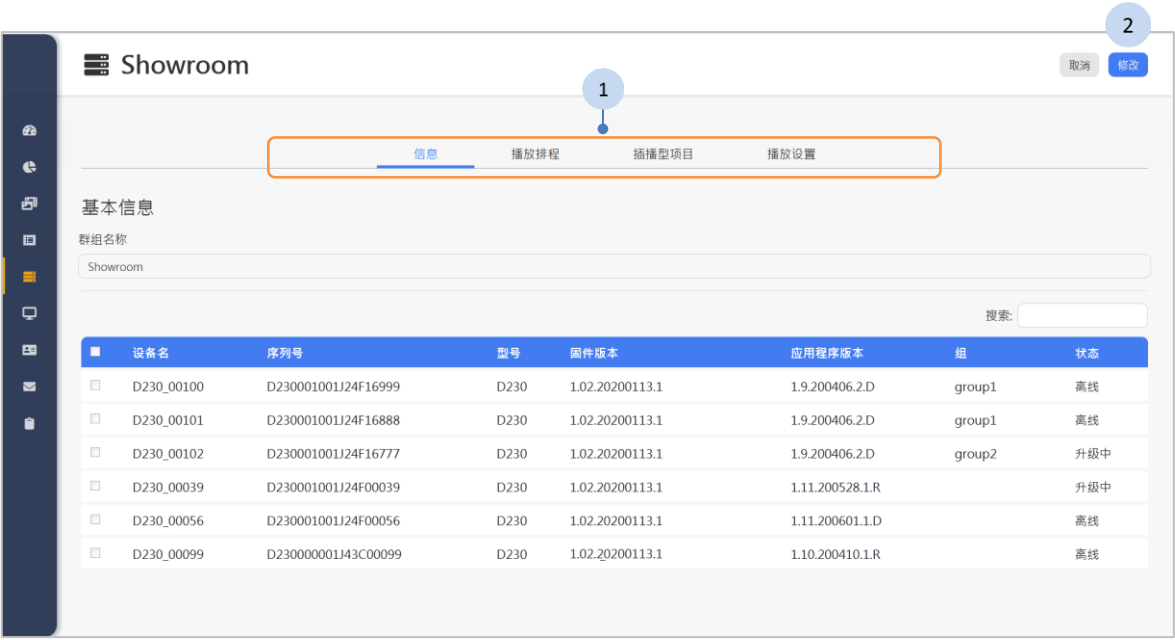 2
Showroom
取消 修改
1
信息 播放排程 插播型项目 播放设置
基本信息
群组名称
Showroom
搜索:
设备名 序列号 型号 固件版本 应用程序版本 组 状态
D230_00100 D230001001J24F16999 D230 1.02.20200113.1 1.9.200406.2.D group1 离线
D230_00101 D230001001J24F16888 D230 1.02.20200113.1 1.9.200406.2.D group1 离线
D230_00102 D230001001J24F16777 D230 1.02.20200113.1 1.9.200406.2.D group2 升级中
D230_00039 D230001001J24F00039 D230 1.02.20200113.1 1.11.200528.1.R 升级中
D230_00056 D230001001J24F00056 D230 1.02.20200113.1 1.11.200601.1.D 离线
D230_00099 D230000001J43C00099 D230 1.02.20200113.1 1.10.200410.1.R 离线